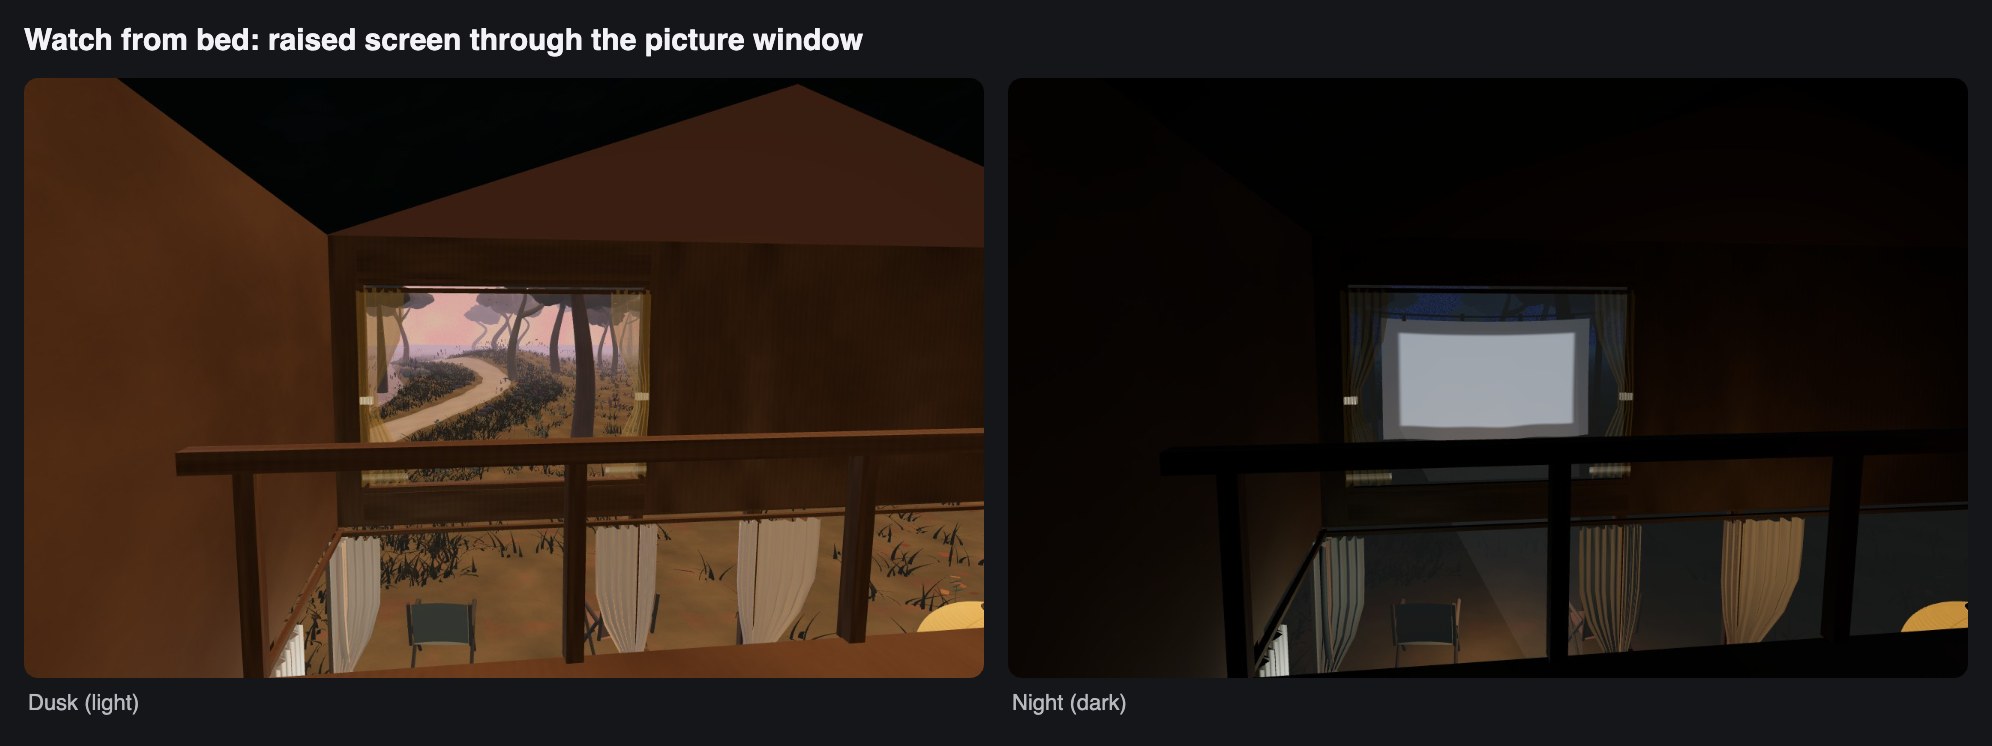 Watch from bed: raised screen through the picture window
Dusk (light)
Night (dark)